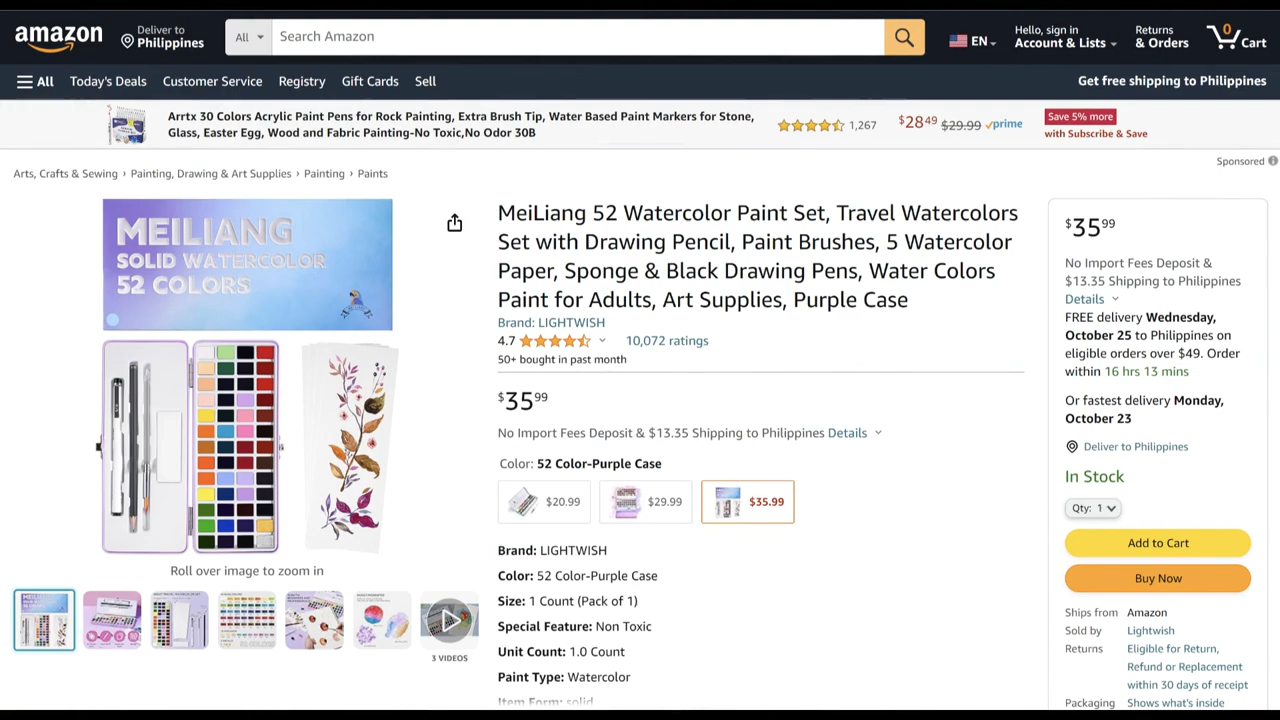 amazon
Deliver to
Philippines
All
Search Amazon
EN
Hello, sign in
Account & Lists
Returns
& Orders
0
Cart
All
Today's Deals
Customer Service
Registry
Gift Cards
Sell
Get free shipping to Philippines
Arrtx 30 Colors Acrylic Paint Pens for Rock Painting, Extra Brush Tip, Water Based Paint Markers for Stone,
Glass, Easter Egg, Wood and Fabric Painting-No Toxic,No Odor 30B
1,267
$28 49 $29.99 prime
Save 5% more
with Subscribe & Save
Sponsored
Arts, Crafts & Sewing › Painting, Drawing & Art Supplies › Painting › Paints
MEILIANG
SOLID WATERCOLOR
52 COLORS
Roll over image to zoom in
3 VIDEOS
MeiLiang 52 Watercolor Paint Set, Travel Watercolors
Set with Drawing Pencil, Paint Brushes, 5 Watercolor
Paper, Sponge & Black Drawing Pens, Water Colors
Paint for Adults, Art Supplies, Purple Case
Brand: LIGHTWISH
4.7 10,072 ratings
50+ bought in past month
$35 99
No Import Fees Deposit & $13.35 Shipping to Philippines Details
Color: 52 Color-Purple Case
$20.99
$29.99
$35.99
Brand: LIGHTWISH
Color: 52 Color-Purple Case
Size: 1 Count (Pack of 1)
Special Feature: Non Toxic
Unit Count: 1.0 Count
Paint Type: Watercolor
Item Form: solid
$35 99
No Import Fees Deposit &
$13.35 Shipping to Philippines
Details
FREE delivery Wednesday,
October 25 to Philippines on
eligible orders over $49. Order
within 16 hrs 13 mins
Or fastest delivery Monday,
October 23
Deliver to Philippines
In Stock
Qty: 1
Add to Cart
Buy Now
Ships from Amazon
Sold by Lightwish
Returns Eligible for Return,
Refund or Replacement
within 30 days of receipt
Packaging Shows what's inside